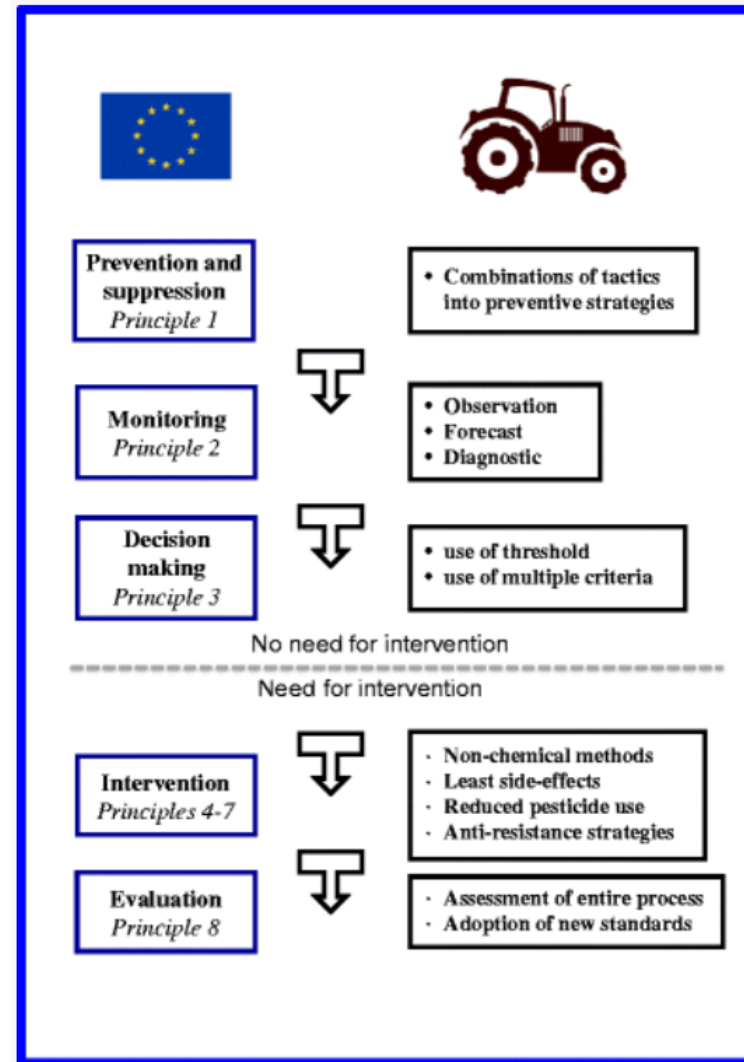 Prevention and
suppression
Principle 1
• Combinations of tactics
into preventive strategies
Monitoring
Principle 2
• Observation
• Forecast
• Diagnostic
Decision
making
Principle 3
• use of threshold
• use of multiple criteria
No need for intervention
Need for intervention
Intervention
Principles 4-7
· Non-chemical methods
· Least side-effects
· Reduced pesticide use
· Anti-resistance strategies
Evaluation
Principle 8
· Assessment of entire process
· Adoption of new standards